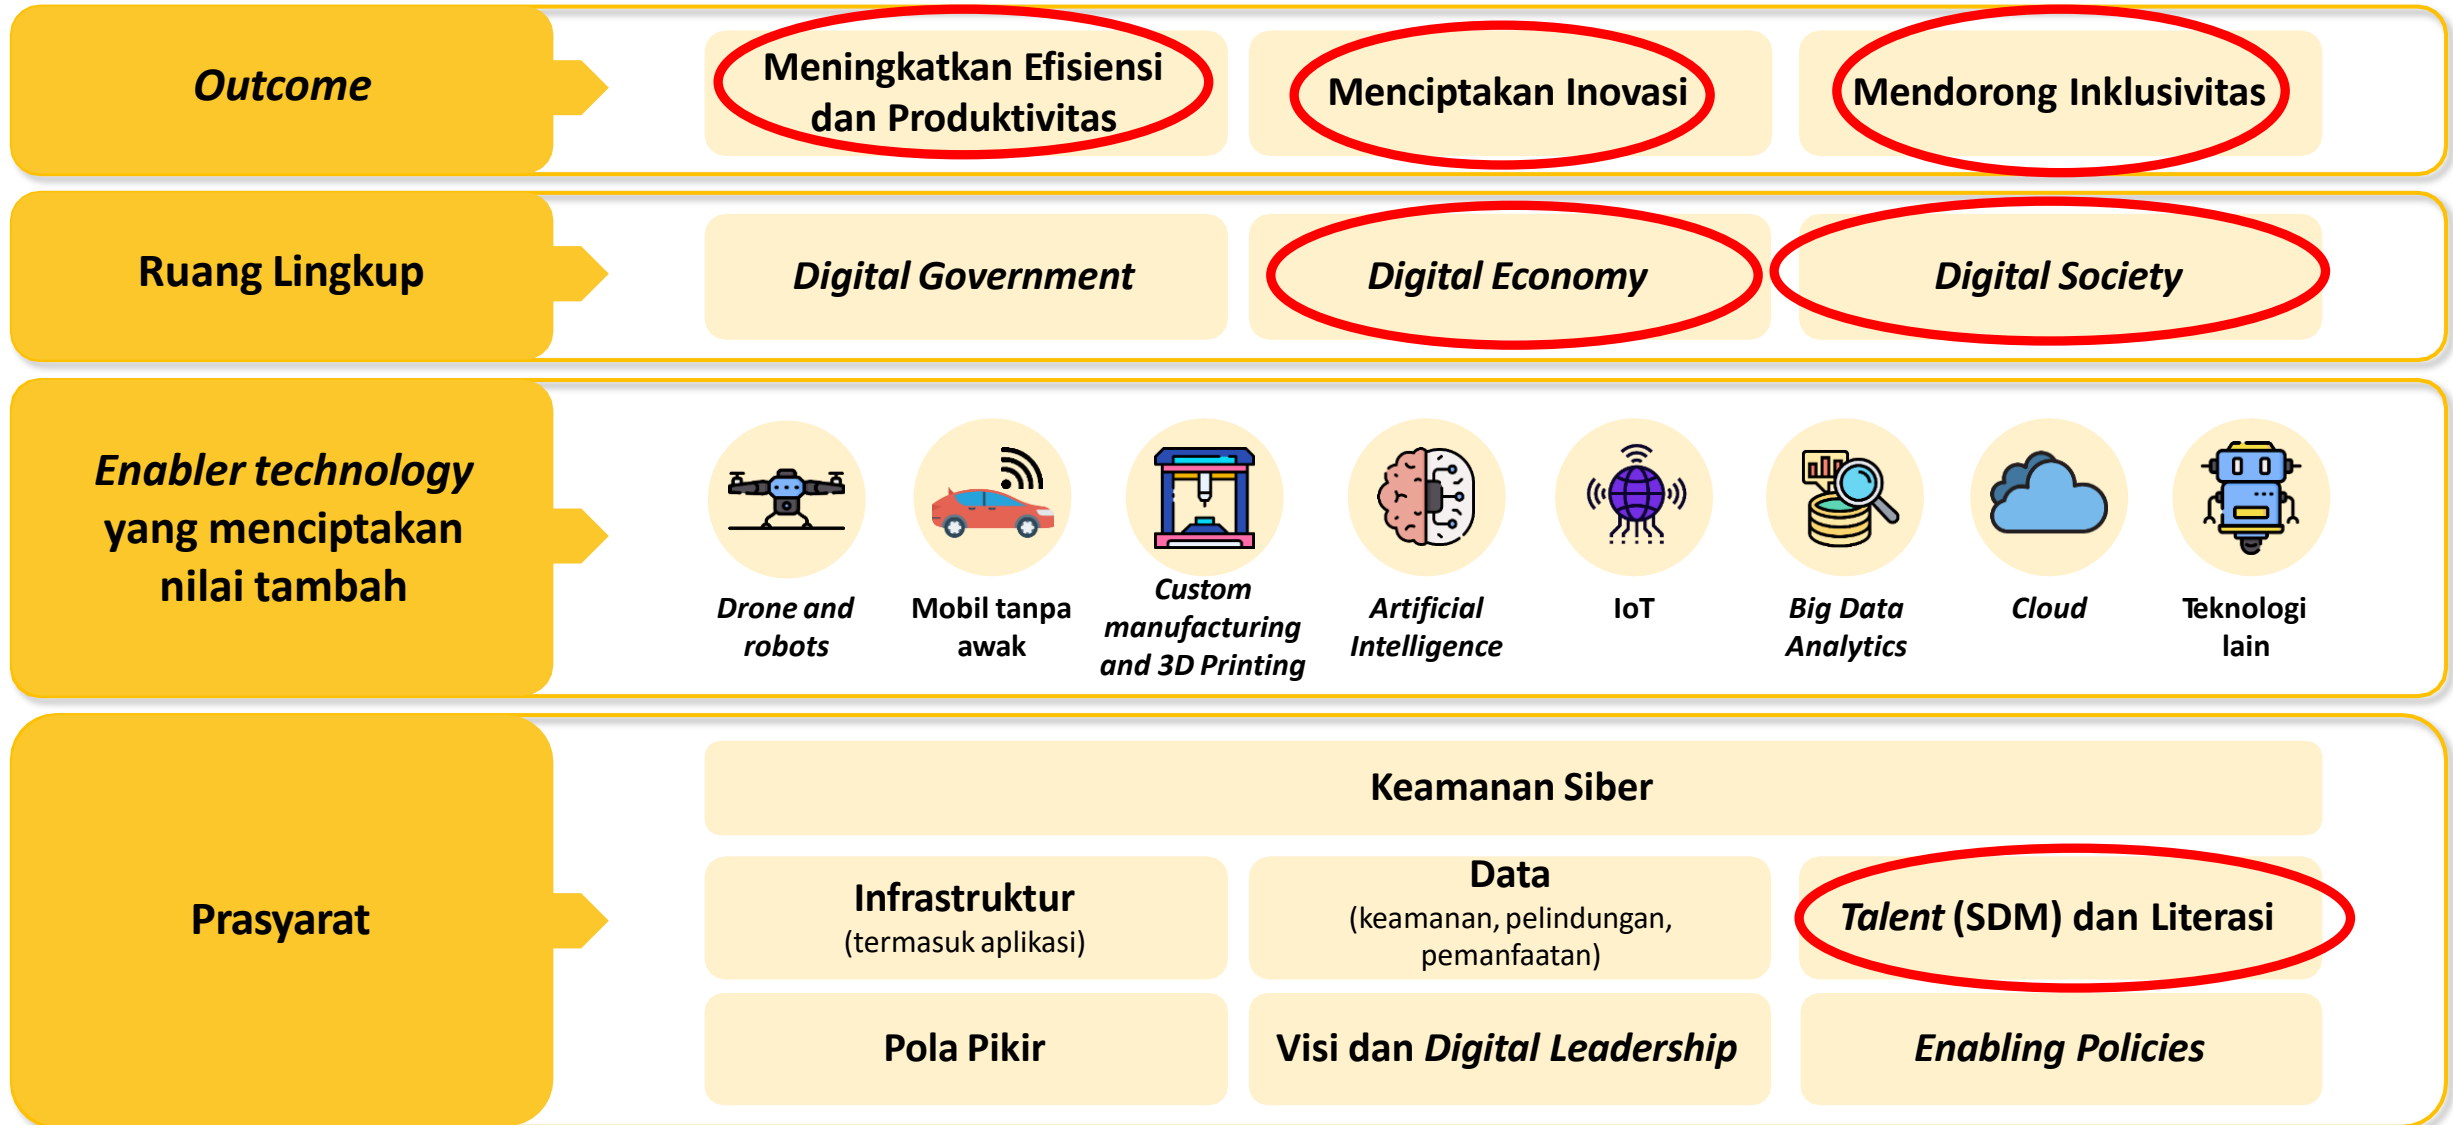 Outcome
Meningkatkan Efisiensi
dan Produktivitas
Menciptakan Inovasi
Mendorong Inklusivitas
Ruang Lingkup
Digital Government
Digital Economy
Digital Society
Enabler technology
yang menciptakan
nilai tambah
Drone and
robots
Mobil tanpa
awak
Custom
manufacturing
and 3D Printing
Artificial
Intelligence
IoT
Big Data
Analytics
Cloud
Teknologi
lain
Prasyarat
Keamanan Siber
Infrastruktur
(termasuk aplikasi)
Data
(keamanan, pelindungan,
pemanfaatan)
Talent (SDM) dan Literasi
Pola Pikir
Visi dan Digital Leadership
Enabling Policies